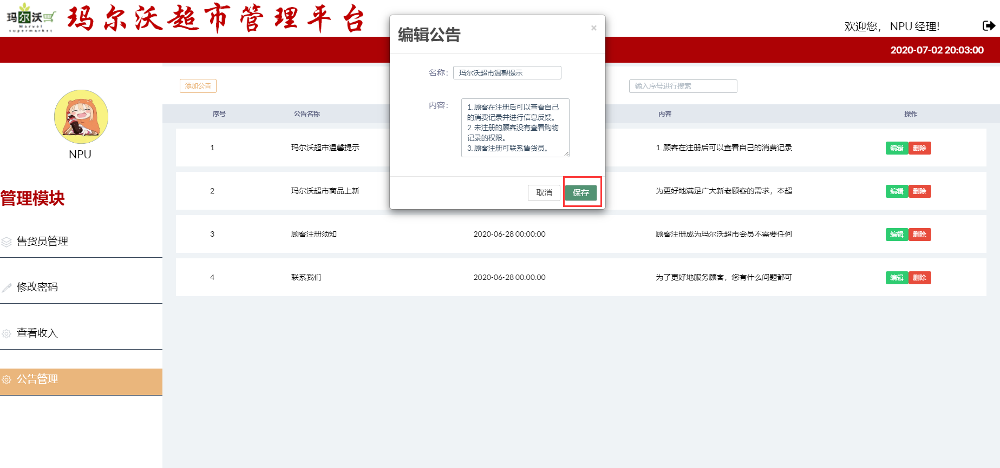 玛尔沃
Marvel
supermarket
玛尔沃超市管理平台
欢迎您， NPU 经理!
2020-07-02 20:03:00
NPU
管理模块
售货员管理
修改密码
查看收入
公告管理
添加公告
输入序号进行搜索
序号 公告名称 内容 操作
1 玛尔沃超市温馨提示 1. 顾客在注册后可以查看自己的消费记录 编辑 删除
2 玛尔沃超市商品上新 为更好地满足广大新老顾客的需求，本超 编辑 删除
3 顾客注册须知 2020-06-28 00:00:00 顾客注册成为玛尔沃超市会员不需要任何 编辑 删除
4 联系我们 2020-06-28 00:00:00 为了更好地服务顾客，您有什么问题都可 编辑 删除
编辑公告 ×
名称： 玛尔沃超市温馨提示
内容：
1. 顾客在注册后可以查看自己
的消费记录并进行信息反馈。
2. 未注册的顾客没有查看购物
记录的权限。
3. 顾客注册可联系售货员。
取消 保存